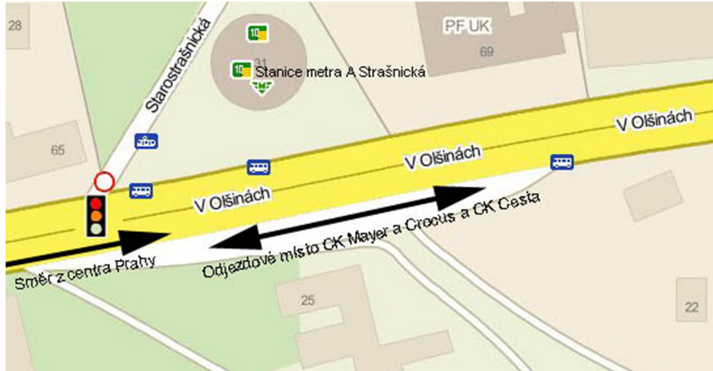 28
10
PF UK
69
10
31
Stanice metra A Strašnická
Starostrašnická
65
V Olšinách
V Olšinách
V Olšinách
Odjezdové místo CK Mayer a Crocus a CK Cesta
Směr z centra Prahy
25
22